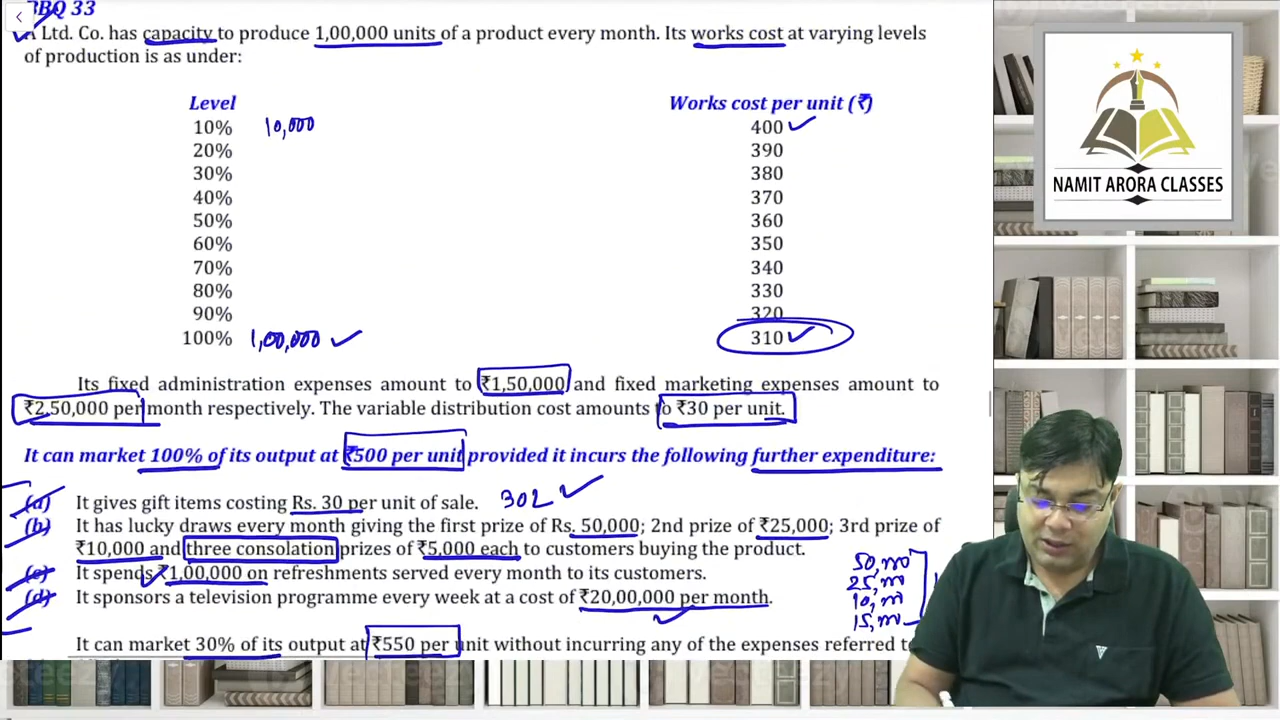 BBQ 33
A Ltd. Co. has capacity to produce 1,00,000 units of a product every month. Its works cost at varying levels
of production is as under:
Level Works cost per unit (₹)
10% 10,000 400
20% 390
30% 380
40% 370
50% 360
60% 350
70% 340
80% 330
90% 320
100% 1,00,000 310
Its fixed administration expenses amount to ₹1,50,000 and fixed marketing expenses amount to
₹2,50,000 per month respectively. The variable distribution cost amounts to ₹30 per unit.
It can market 100% of its output at ₹500 per unit provided it incurs the following further expenditure:
(a) It gives gift items costing Rs. 30 per unit of sale. 30L
(b) It has lucky draws every month giving the first prize of Rs. 50,000; 2nd prize of ₹25,000; 3rd prize of
₹10,000 and three consolation prizes of ₹5,000 each to customers buying the product.
(c) It spends ₹1,00,000 on refreshments served every month to its customers.
(d) It sponsors a television programme every week at a cost of ₹20,00,000 per month.
50,000
25,000
10,000
15,000
It can market 30% of its output at ₹550 per unit without incurring any of the expenses referred
NAMIT ARORA CLASSES